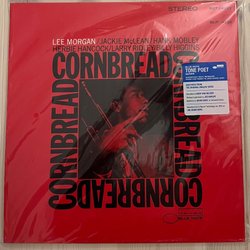 STEREO
LEE MORGAN/JACKIE McLEAN/HANK MOBLEY
HERBIE HANCOCK/LARRY RIDLEY/BILLY HIGGINS
CORNBREAD
CORNBREAD
CORNBREAD
CORNBREAD
TONE POET
BLUE NOTE